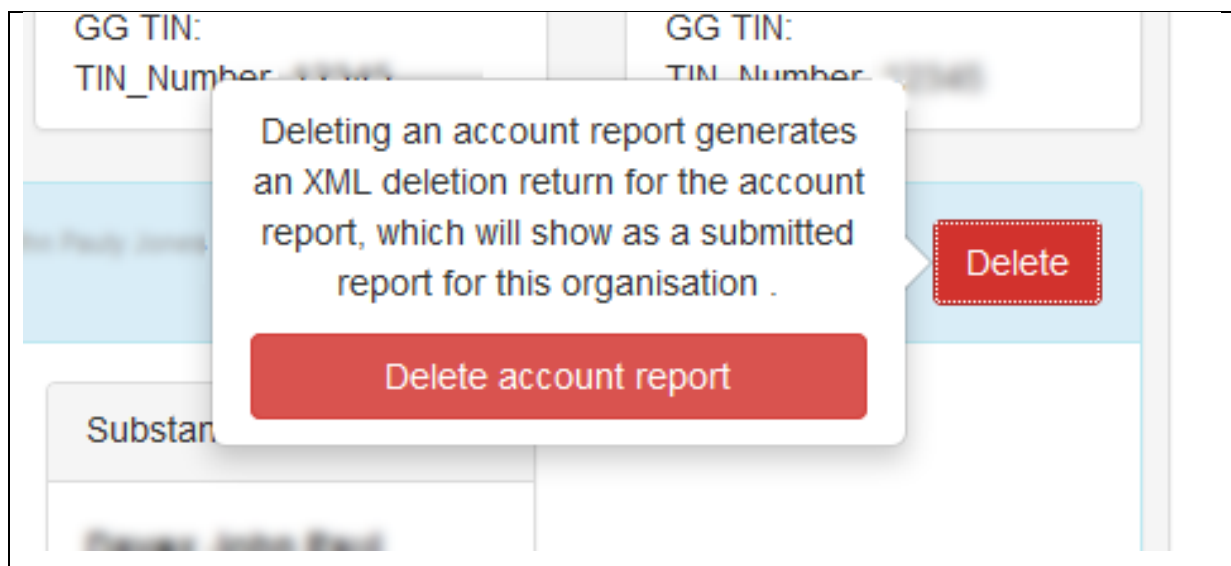 GG TIN:
TIN_Number
GG TIN:
TIN_Number
Deleting an account report generates
an XML deletion return for the account
report, which will show as a submitted
report for this organisation .
Delete account report
Delete